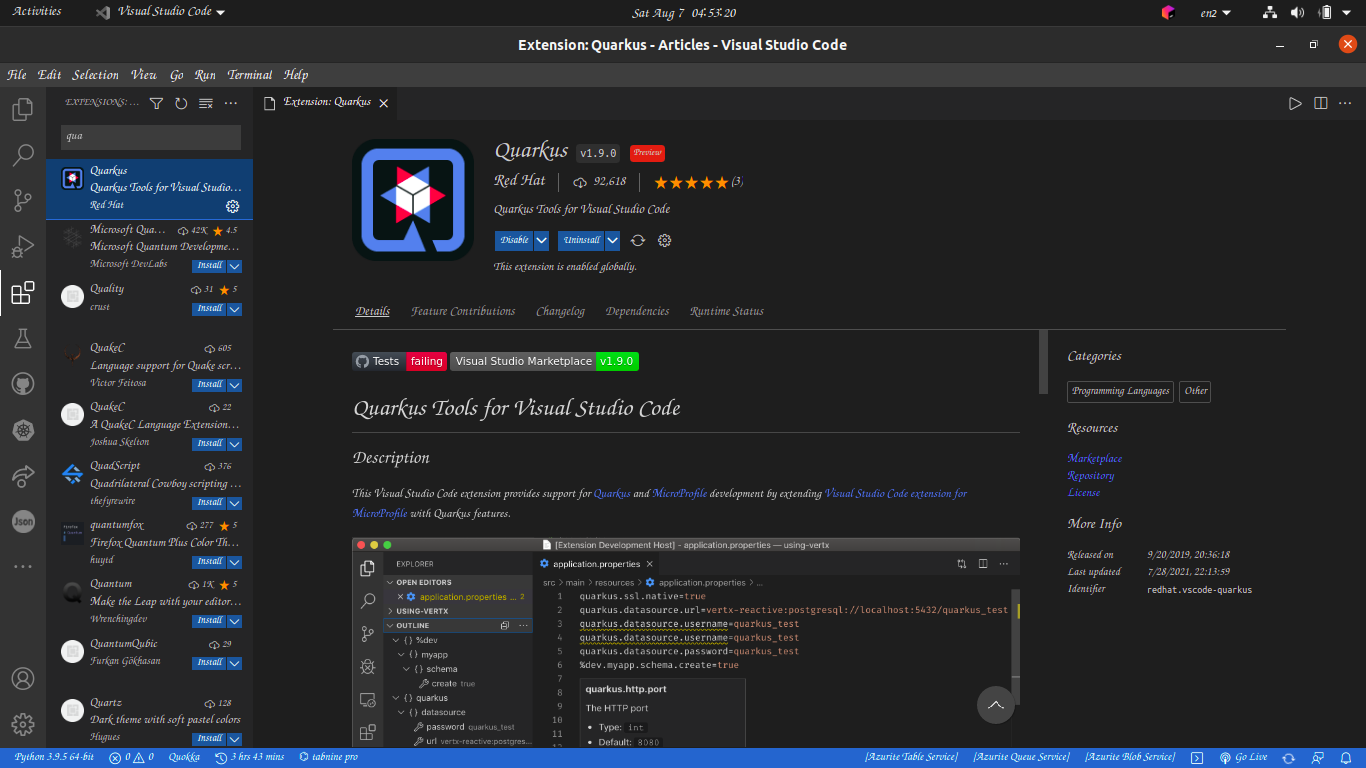 Activities
Visual Studio Code
Sat Aug 7 04:53:20
en2
Extension: Quarkus - Articles - Visual Studio Code
File Edit Selection View Go Run Terminal Help
EXTENSIONS: ...
qua
Quarkus
Quarkus Tools for Visual Studio...
Red Hat
Microsoft Qua... 42K 4.5
Microsoft Quantum Developme...
Microsoft DevLabs Install
Quality 31 5
crust Install
QuakeC 605
Language support for Quake scr...
Victor Feitosa Install
QuakeC 22
A QuakeC Language Extension...
Joshua Skelton Install
QuadScript 376
Quadrilateral Cowboy scripting ...
thefyrewire Install
quantumfox 277 5
Firefox Quantum Plus Color Th...
huytd Install
Quantum 1K 5
Make the Leap with your editor...
Wrenchingdev Install
QuantumQubic 29
Furkan Gökhasan Install
Quartz 128
Dark theme with soft pastel colors
Hugues Install
Json
Extension: Quarkus
Quarkus v1.9.0 Preview
Red Hat 92,618 (3)
Quarkus Tools for Visual Studio Code
Disable Uninstall
This extension is enabled globally.
Details Feature Contributions Changelog Dependencies Runtime Status
Tests failing Visual Studio Marketplace v1.9.0
Quarkus Tools for Visual Studio Code
Description
This Visual Studio Code extension provides support for Quarkus and MicroProfile development by extending Visual Studio Code extension for
MicroProfile with Quarkus features.
[Extension Development Host] - application.properties — using-vertx
EXPLORER
OPEN EDITORS
application.properties ... 2
USING-VERTX
OUTLINE
{} %dev
{} myapp
{} schema
create true
{} quarkus
{} datasource
password quarkus_test
url vertx-reactive:postgres...
application.properties
src > main > resources > application.properties > ...
1 quarkus.ssl.native=true
2 quarkus.datasource.url=vertx-reactive:postgresql://localhost:5432/quarkus_test
3 quarkus.datasource.username=quarkus_test
4 quarkus.datasource.username=quarkus_test
5 quarkus.datasource.password=quarkus_test
6 %dev.myapp.schema.create=true
7
8
9
10
11
12
quarkus.http.port
The HTTP port
• Type: int
• Default: 8080
Categories
Programming Languages Other
Resources
Marketplace
Repository
License
More Info
Released on 9/20/2019, 20:36:18
Last updated 7/28/2021, 22:13:59
Identifier redhat.vscode-quarkus
Python 3.9.5 64-bit 0 0 Quokka 3 hrs 43 mins tabnine pro [Azurite Table Service] [Azurite Queue Service] [Azurite Blob Service] Go Live